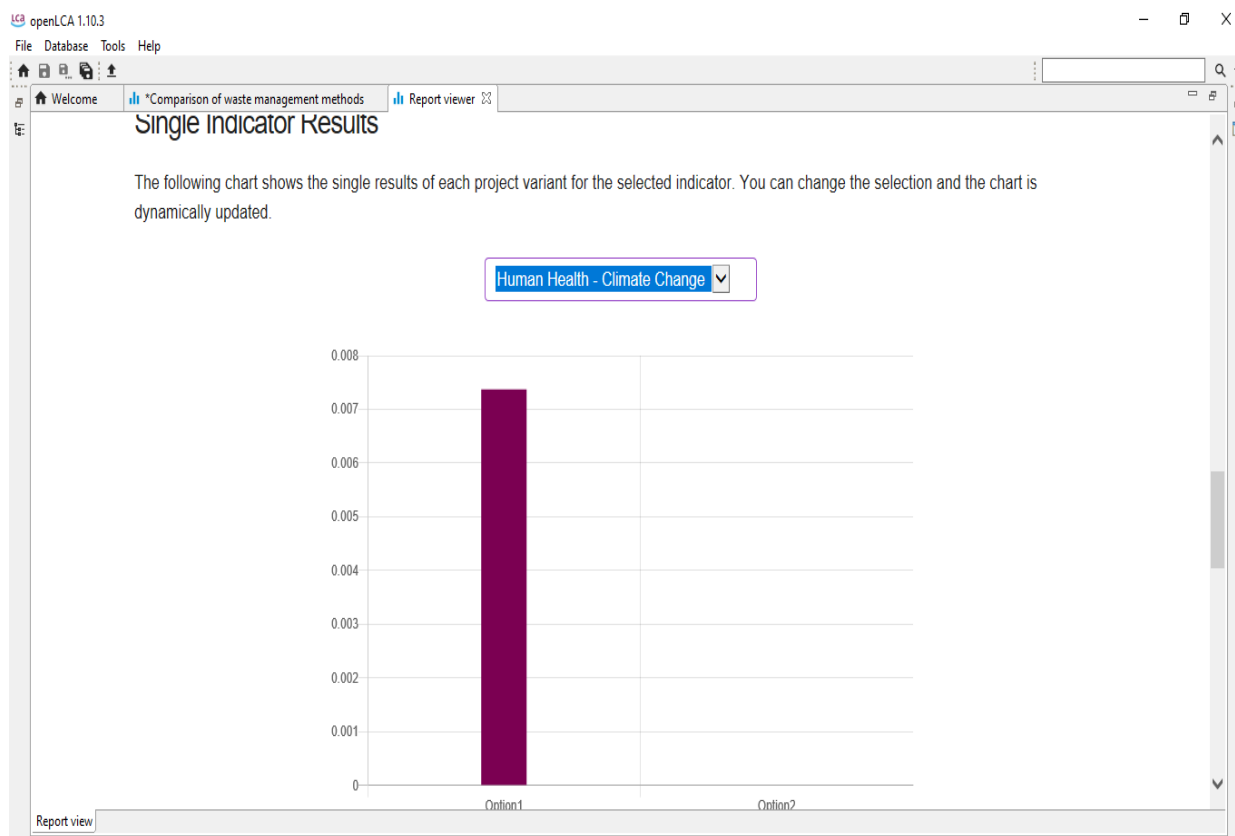 LCA openLCA 1.10.3
File Database Tools Help
Welcome *Comparison of waste management methods Report viewer
Single Indicator Results
The following chart shows the single results of each project variant for the selected indicator. You can change the selection and the chart is
dynamically updated.
Human Health - Climate Change
0.008
0.007
0.006
0.005
0.004
0.003
0.002
0.001
0
Option1 Option2
Report view